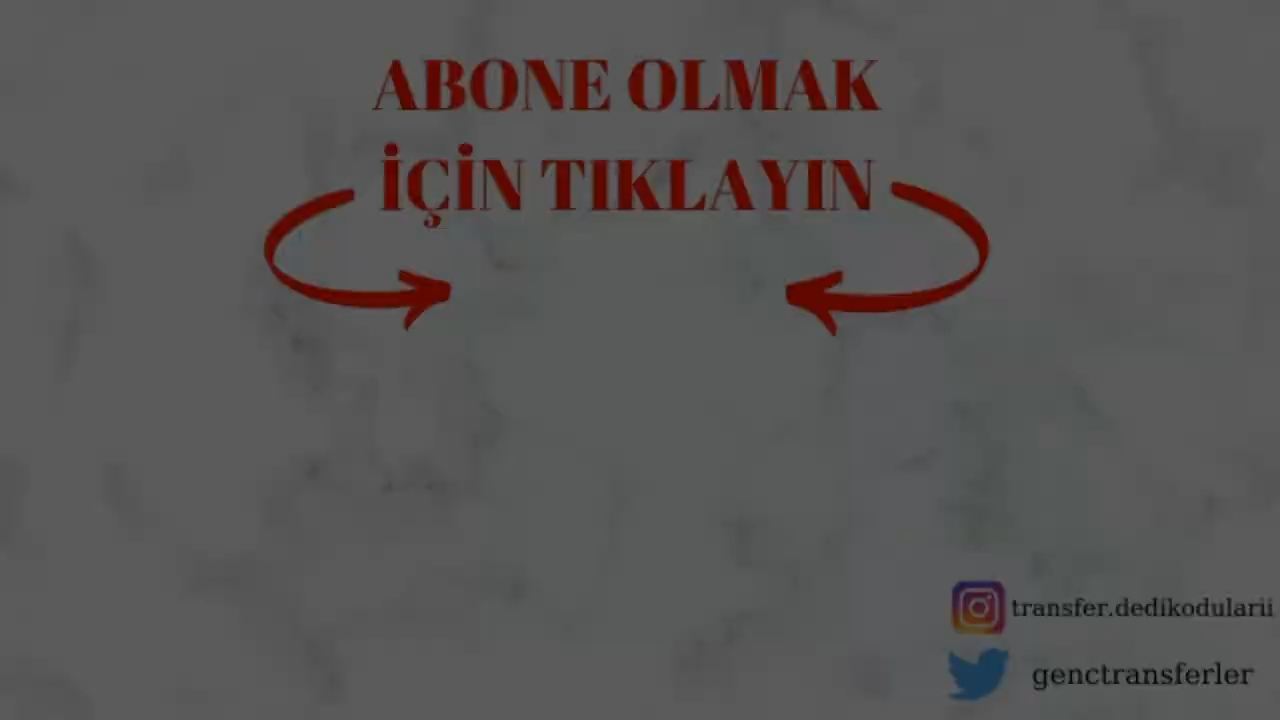 ABONE OLMAK
İÇİN TIKLAYIN
transfer.dedikodularii
genctransferler